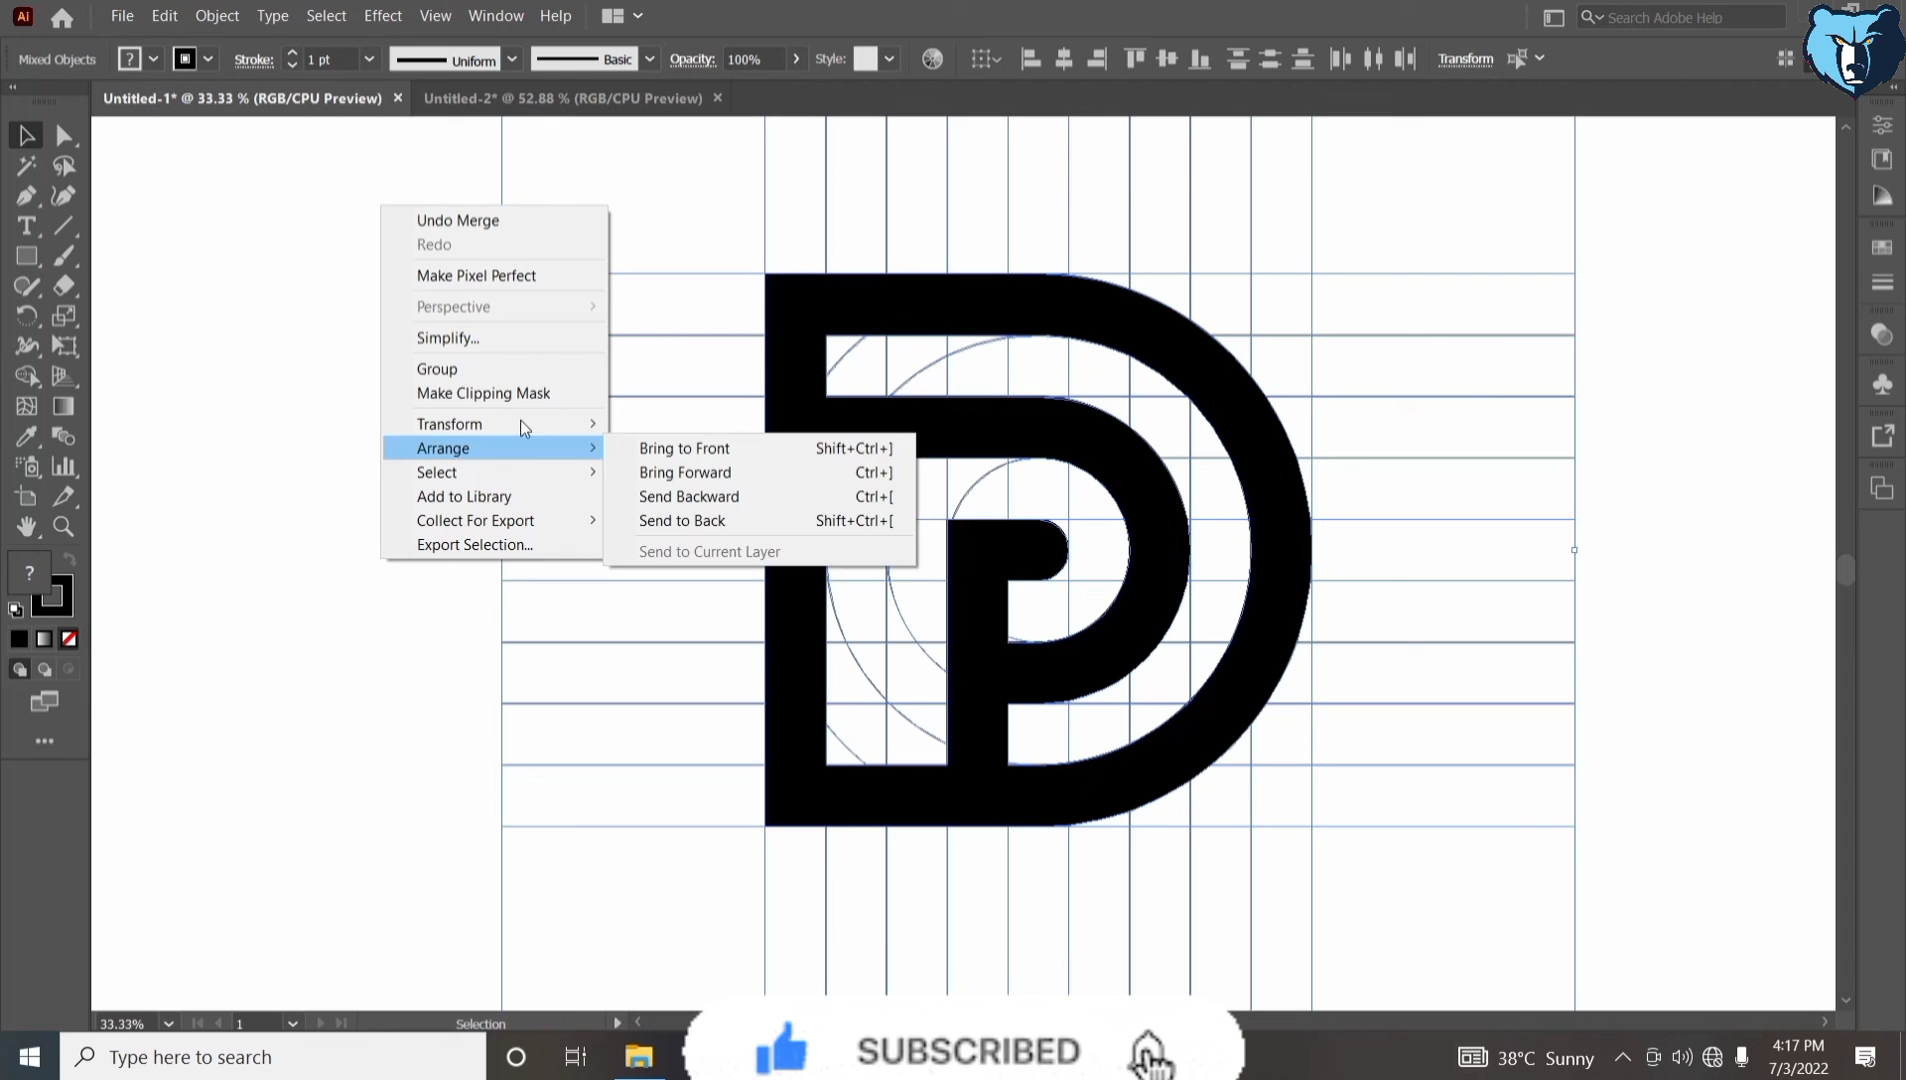 Ai File Edit Object Type Select Effect View Window Help Search Adobe Help
Mixed Objects ? Stroke: 1 pt Uniform Basic Opacity: 100% Style: Transform
Untitled-1* @ 33.33 % (RGB/CPU Preview) × Untitled-2* @ 52.88 % (RGB/CPU Preview) ×
Undo Merge
Redo
Make Pixel Perfect
Perspective
Simplify...
Group
Make Clipping Mask
Transform
Arrange
Select
Add to Library
Collect For Export
Export Selection...
Bring to Front Shift+Ctrl+]
Bring Forward Ctrl+]
Send Backward Ctrl+[
Send to Back Shift+Ctrl+[
Send to Current Layer
?
33.33% 1 Selection
Type here to search
SUBSCRIBED
38°C Sunny
4:17 PM
7/3/2022